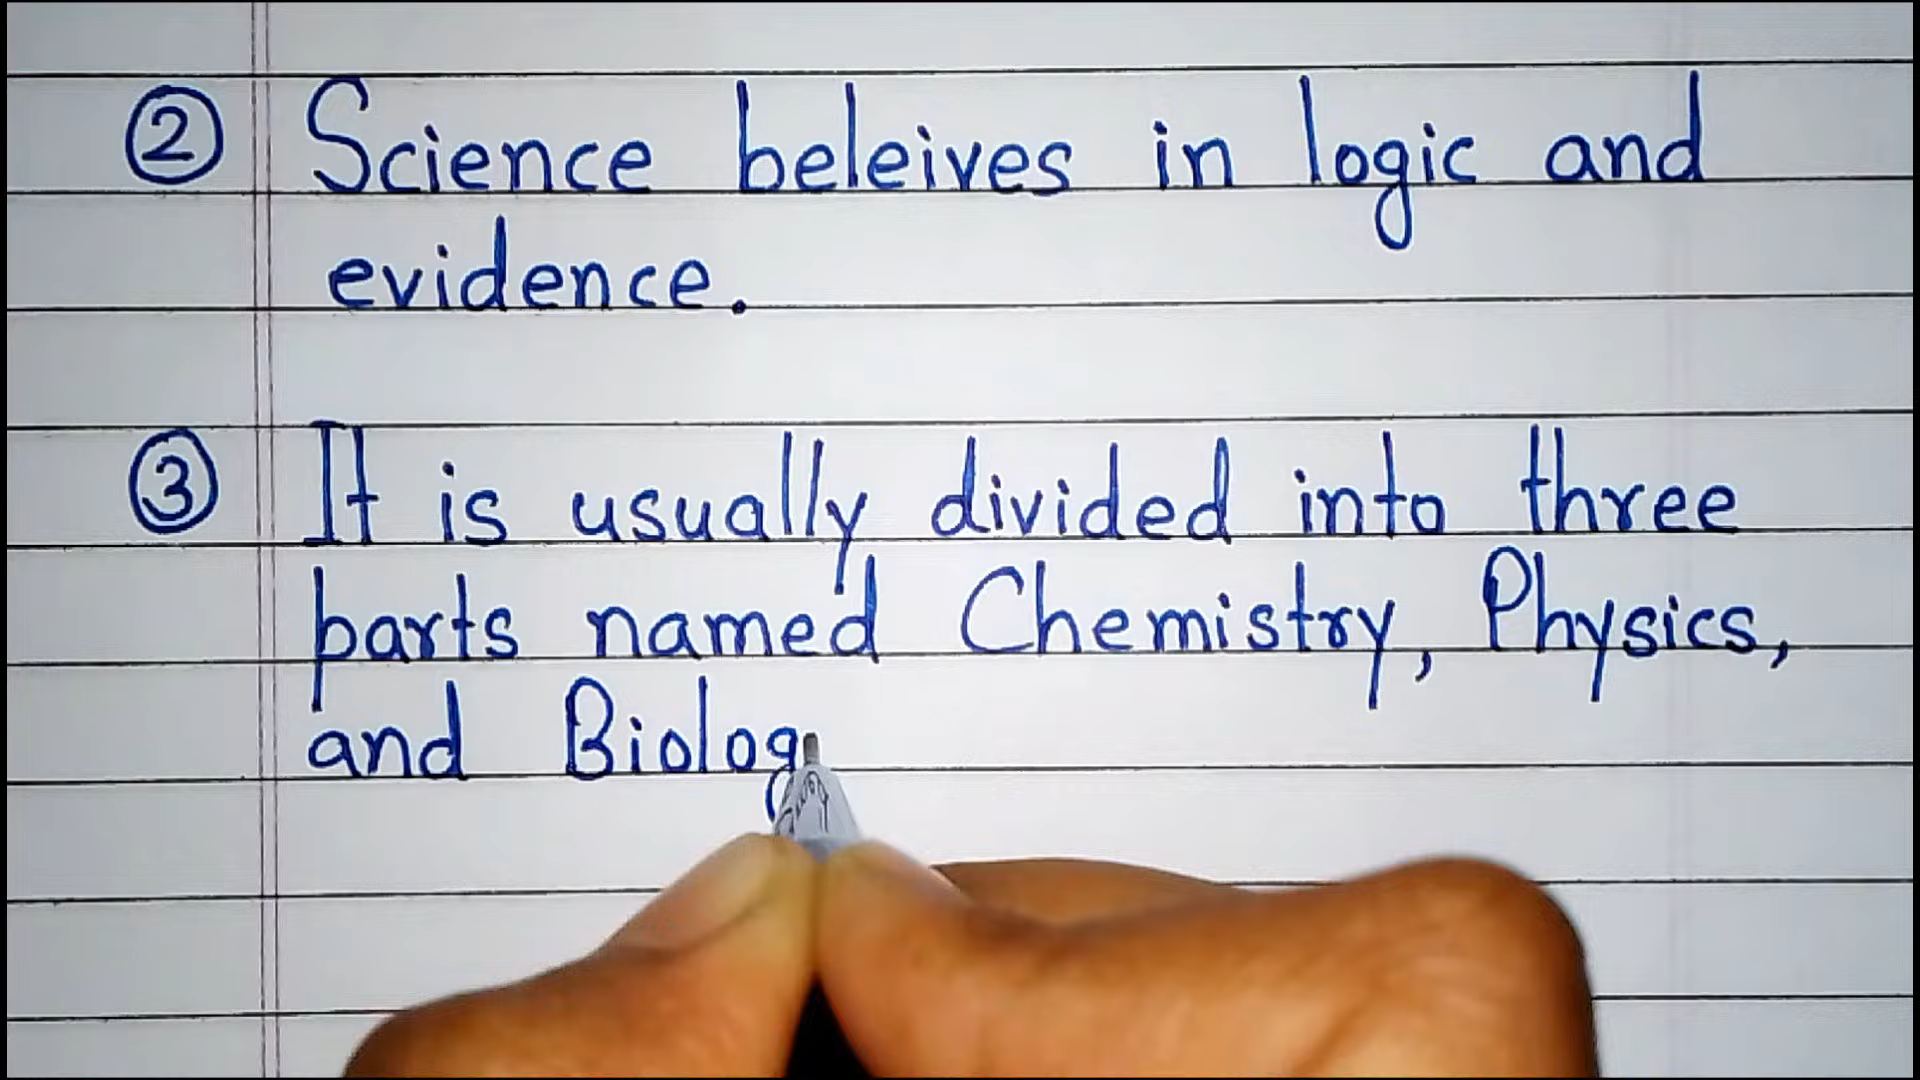 ② Science beleives in logic and
evidence.
③ It is usually divided into three
parts named Chemistry, Physics,
and Biolog